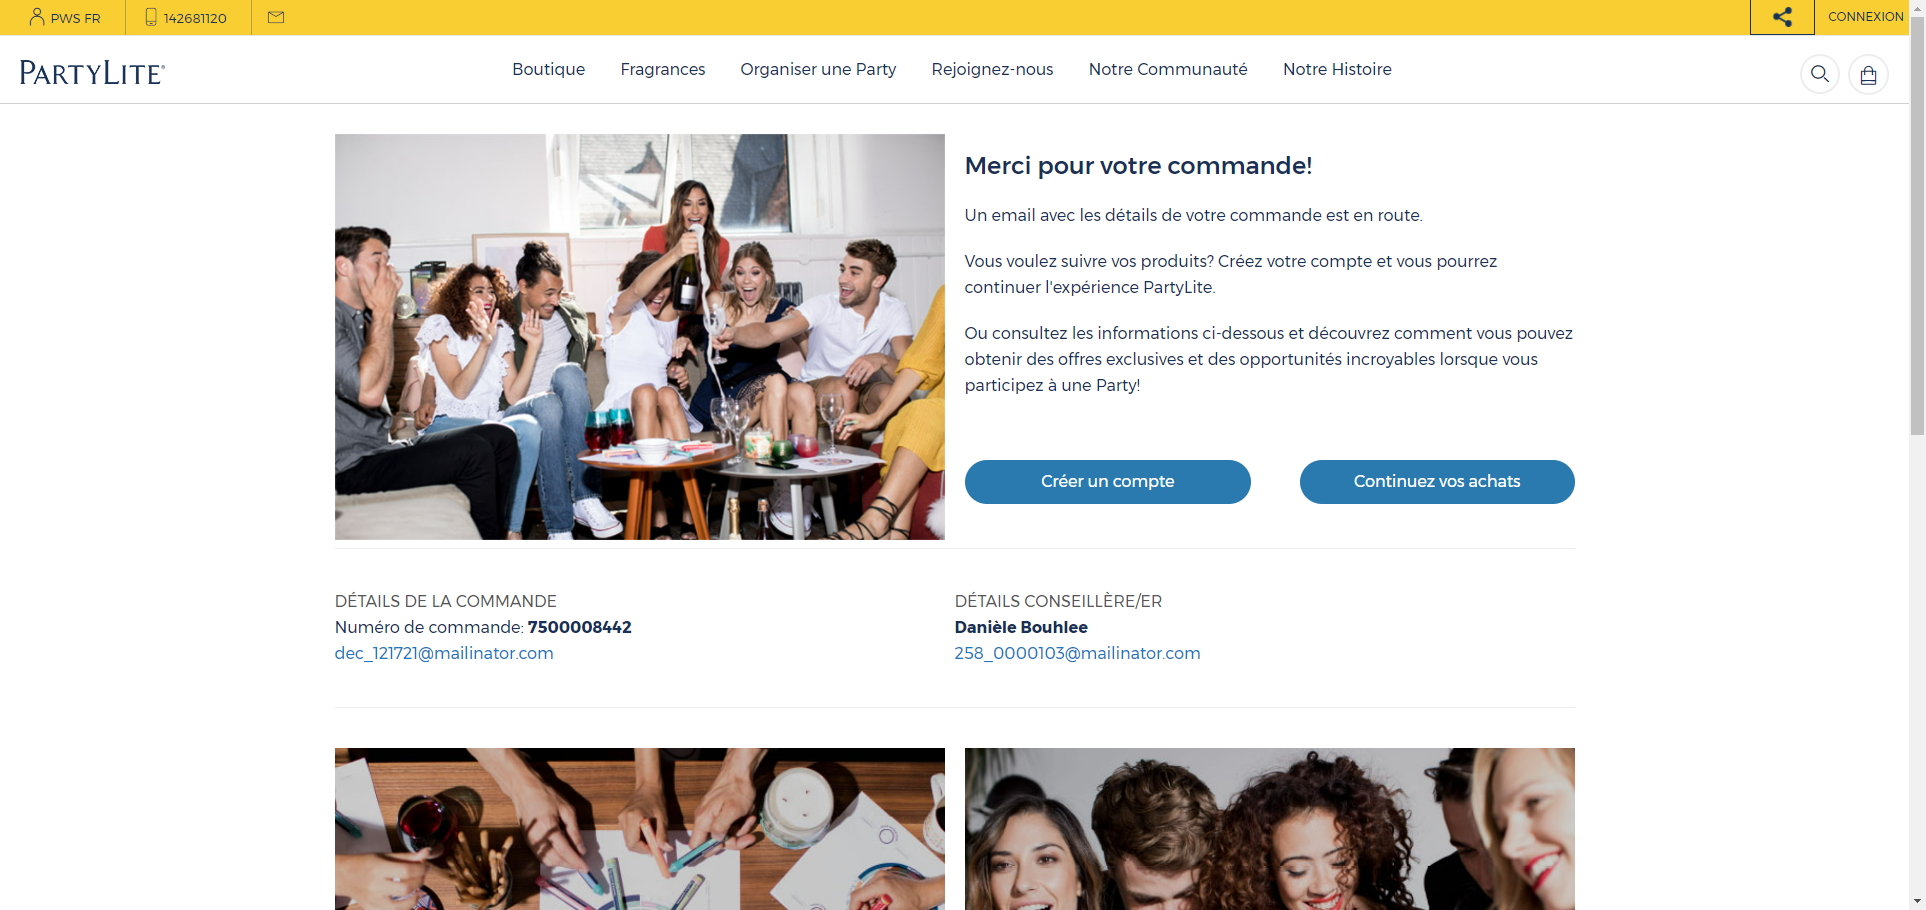 PWS FR
142681120
CONNEXION
PARTYLITE®
Boutique
Fragrances
Organiser une Party
Rejoignez-nous
Notre Communauté
Notre Histoire
Merci pour votre commande!
Un email avec les détails de votre commande est en route.
Vous voulez suivre vos produits? Créez votre compte et vous pourrez
continuer l'expérience PartyLite.
Ou consultez les informations ci-dessous et découvrez comment vous pouvez
obtenir des offres exclusives et des opportunités incroyables lorsque vous
participez à une Party!
Créer un compte
Continuez vos achats
DÉTAILS DE LA COMMANDE
Numéro de commande: 7500008442
dec_121721@mailinator.com
DÉTAILS CONSEILLÈRE/ER
Danièle Bouhlee
258_0000103@mailinator.com